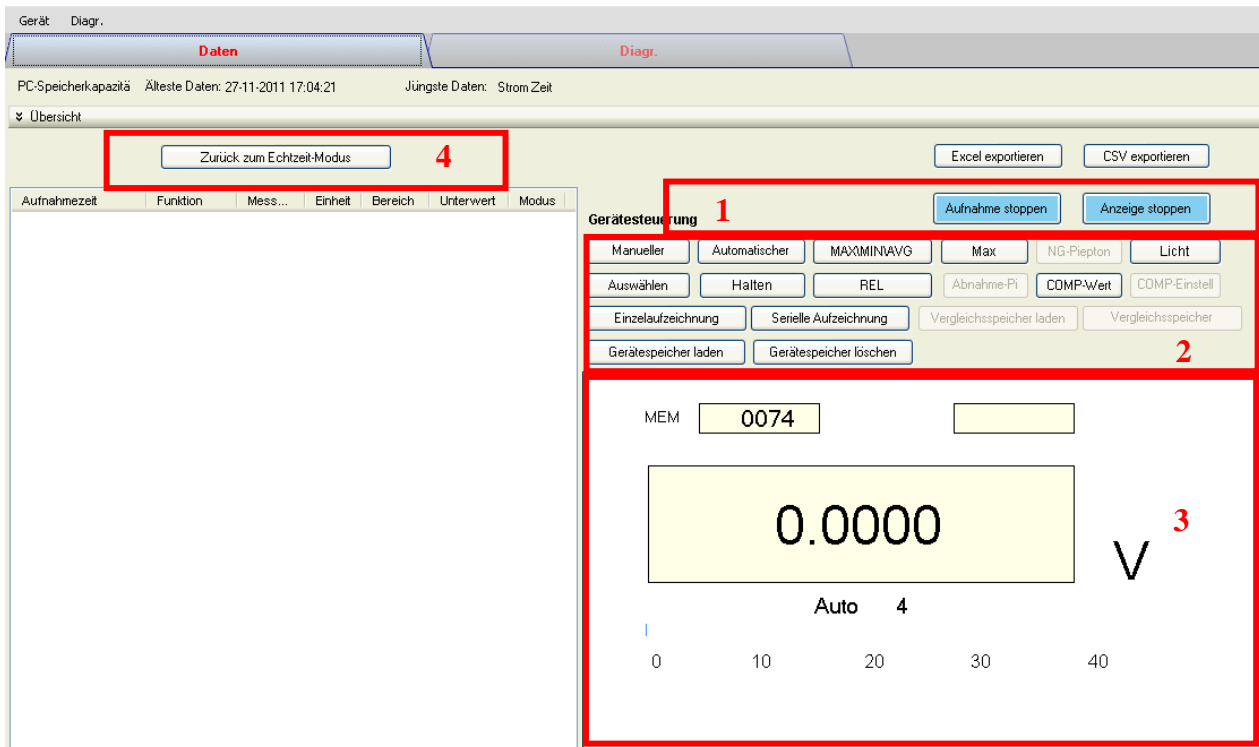 Gerät Diagr.
Daten Diagr.
PC-Speicherkapazitä Älteste Daten: 27-11-2011 17:04:21 Jüngste Daten: Strom Zeit
Übersicht
Zurück zum Echtzeit-Modus 4 Excel exportieren CSV exportieren
Aufnahmezeit Funktion Mess... Einheit Bereich Unterwert Modus
1 Aufnahme stoppen Anzeige stoppen
Gerätesteuerung
Manueller Automatischer MAX\MIN\AVG Max NG-Piepton Licht
Auswählen Halten REL Abnahme-Pi COMP-Wert COMP-Einstell
Einzelaufzeichnung Serielle Aufzeichnung Vergleichsspeicher laden Vergleichsspeicher
Gerätespeicher laden Gerätespeicher löschen 2
MEM 0074
0.0000 V 3
Auto 4
0 10 20 30 40